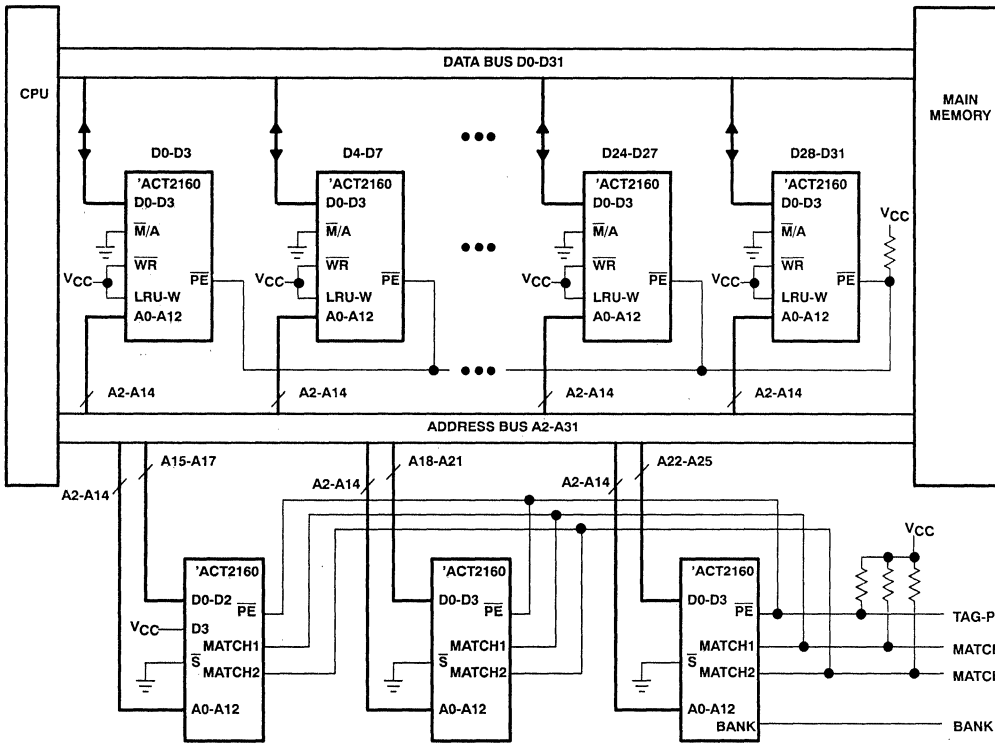 DATA BUS D0-D31
CPU
MAIN
MEMORY
D0-D3
D4-D7
D24-D27
D28-D31
'ACT2160
D0-D3
M/A
WR
VCC
PE
LRU-W
A0-A12
'ACT2160
D0-D3
M/A
WR
VCC
PE
LRU-W
A0-A12
'ACT2160
D0-D3
M/A
WR
VCC
PE
LRU-W
A0-A12
'ACT2160
D0-D3
M/A
WR
VCC
PE
LRU-W
A0-A12
VCC
A2-A14
A2-A14
A2-A14
A2-A14
ADDRESS BUS A2-A31
A15-A17
A2-A14
A18-A21
A2-A14
A22-A25
A2-A14
'ACT2160
D0-D2
PE
VCC
D3
MATCH1
S
MATCH2
A0-A12
'ACT2160
D0-D3
PE
MATCH1
S
MATCH2
A0-A12
'ACT2160
D0-D3
PE
MATCH1
S
MATCH2
A0-A12
BANK
VCC
TAG-P
MATC
MATC
BANK